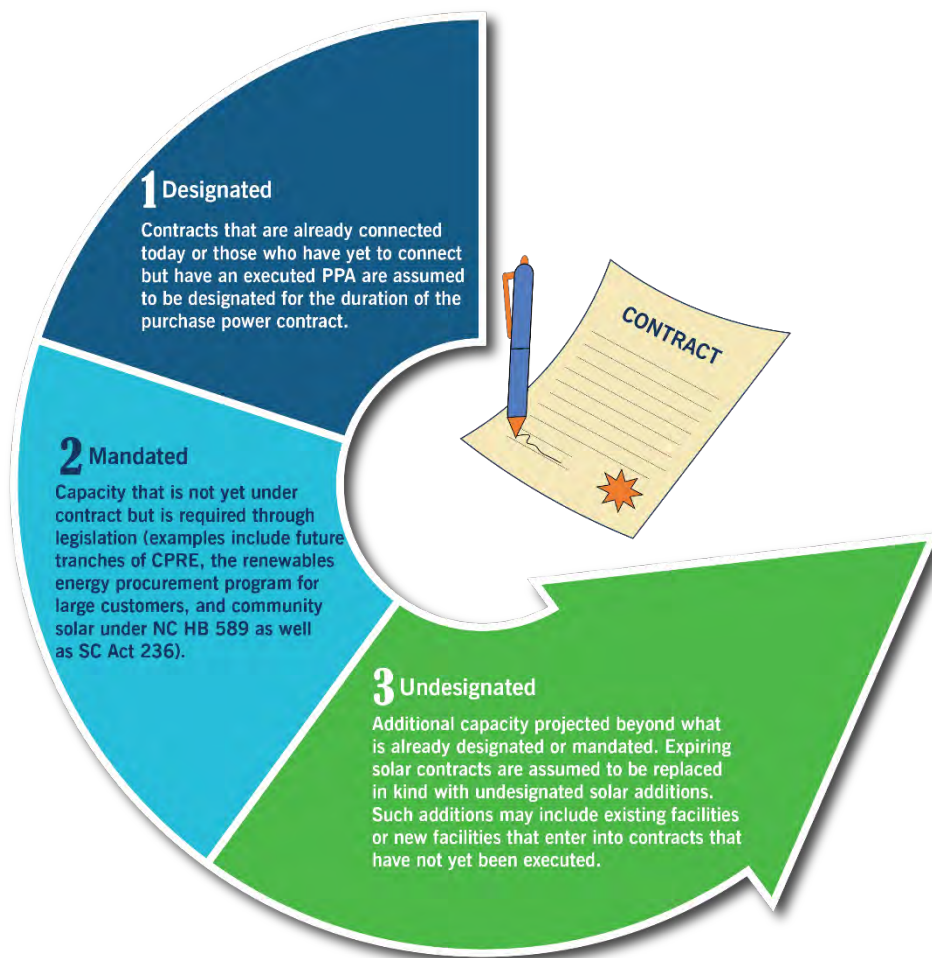 1 Designated
Contracts that are already connected
today or those who have yet to connect
but have an executed PPA are assumed
to be designated for the duration of the
purchase power contract.
CONTRACT
2 Mandated
Capacity that is not yet under
contract but is required through
legislation (examples include future
tranches of CPRE, the renewables
energy procurement program for
large customers, and community
solar under NC HB 589 as well
as SC Act 236).
3 Undesignated
Additional capacity projected beyond what
is already designated or mandated. Expiring
solar contracts are assumed to be replaced
in kind with undesignated solar additions.
Such additions may include existing facilities
or new facilities that enter into contracts that
have not yet been executed.